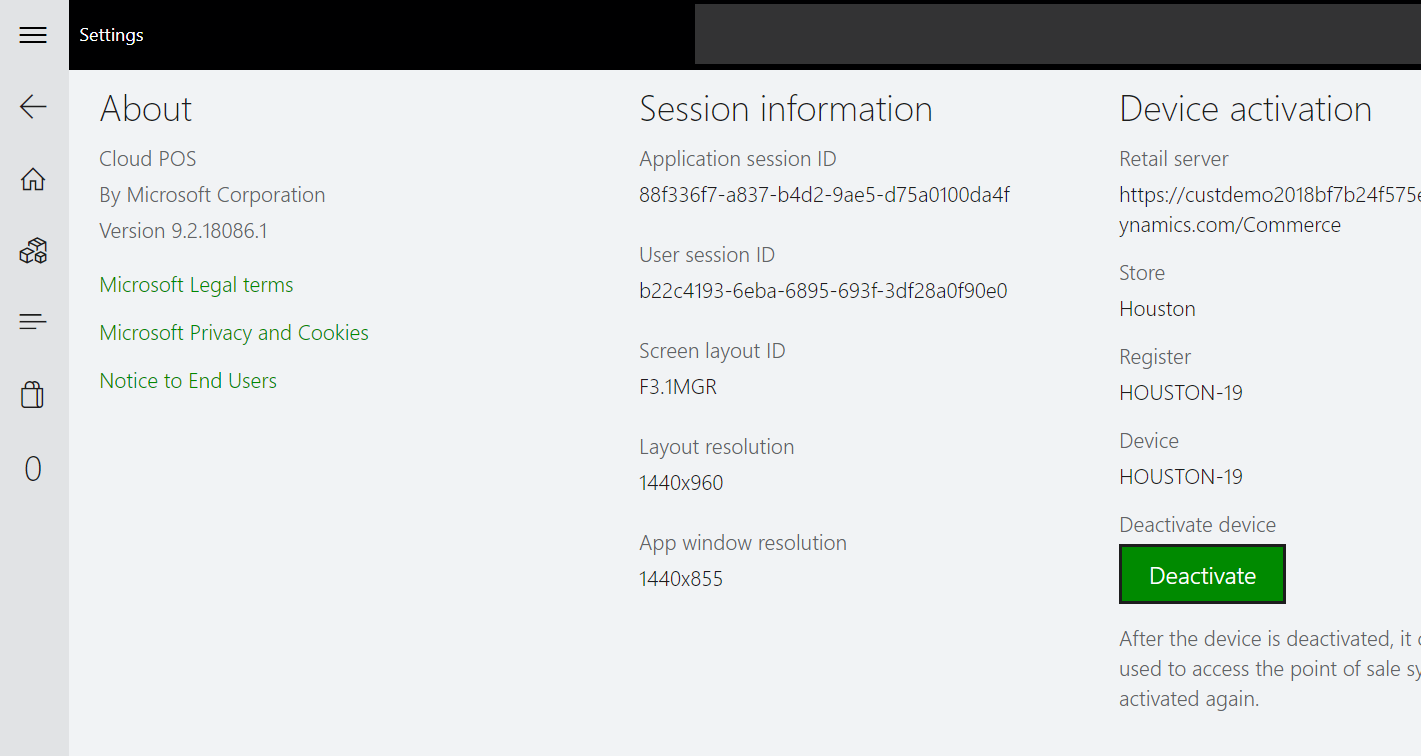 Settings
About
Cloud POS
By Microsoft Corporation
Version 9.2.18086.1
Microsoft Legal terms
Microsoft Privacy and Cookies
Notice to End Users
0
Session information
Application session ID
88f336f7-a837-b4d2-9ae5-d75a0100da4f
User session ID
b22c4193-6eba-6895-693f-3df28a0f90e0
Screen layout ID
F3.1MGR
Layout resolution
1440x960
App window resolution
1440x855
Device activation
Retail server
https://custdemo2018bf7b24f575e
ynamics.com/Commerce
Store
Houston
Register
HOUSTON-19
Device
HOUSTON-19
Deactivate device
Deactivate
After the device is deactivated, it
used to access the point of sale sy
activated again.